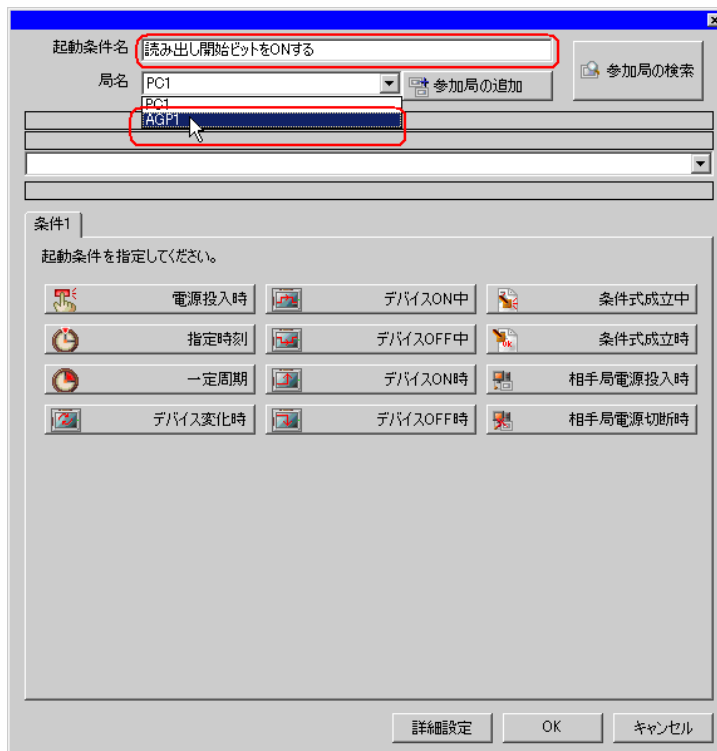 起動条件名 読み出し開始ビットをONする
参加局の検索
局名 PC1 参加局の追加
PC1
AGP1
条件1
起動条件を指定してください。
電源投入時 デバイスON中 条件式成立中
指定時刻 デバイスOFF中 条件式成立時
一定周期 デバイスON時 相手局電源投入時
デバイス変化時 デバイスOFF時 相手局電源切断時
詳細設定 OK キャンセル